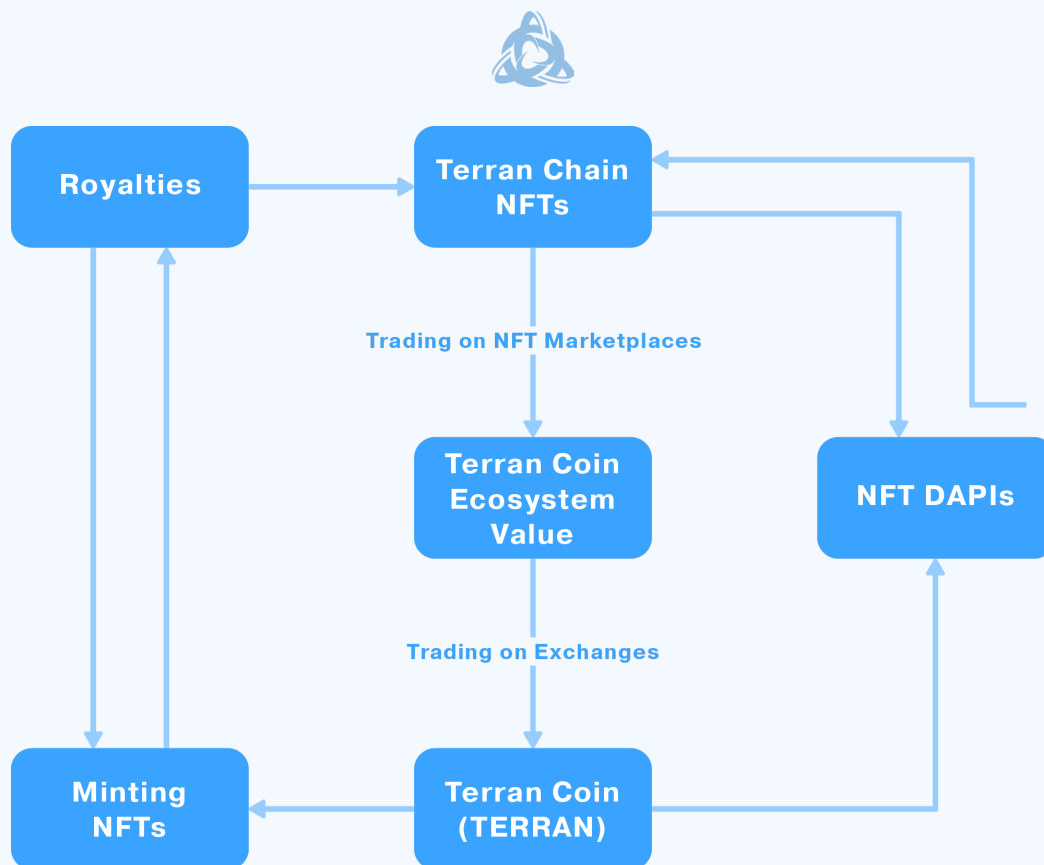 Royalties
Terran Chain
NFTs
Trading on NFT Marketplaces
Terran Coin
Ecosystem
Value
NFT DAPIs
Trading on Exchanges
Minting
NFTs
Terran Coin
(TERRAN)